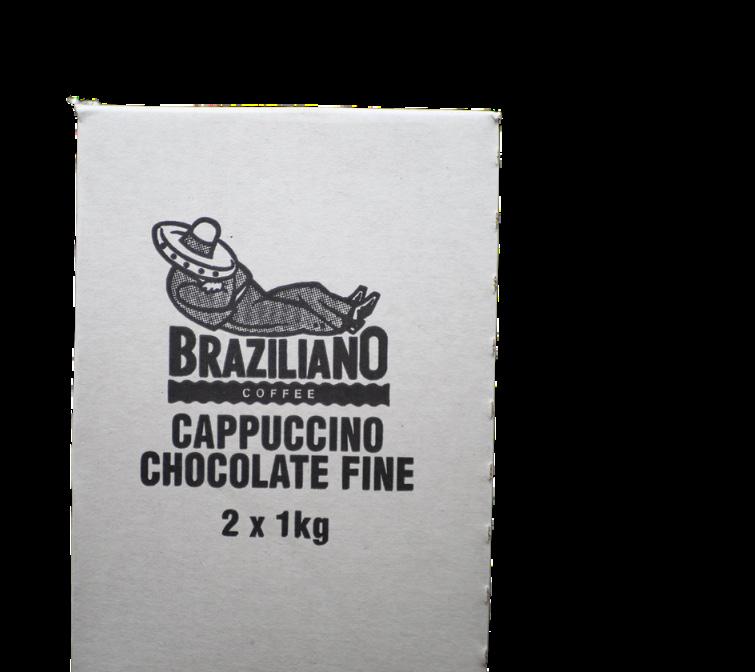 BRAZILIANO
COFFEE
CAPPUCCINO
CHOCOLATE FINE
2 x 1kg